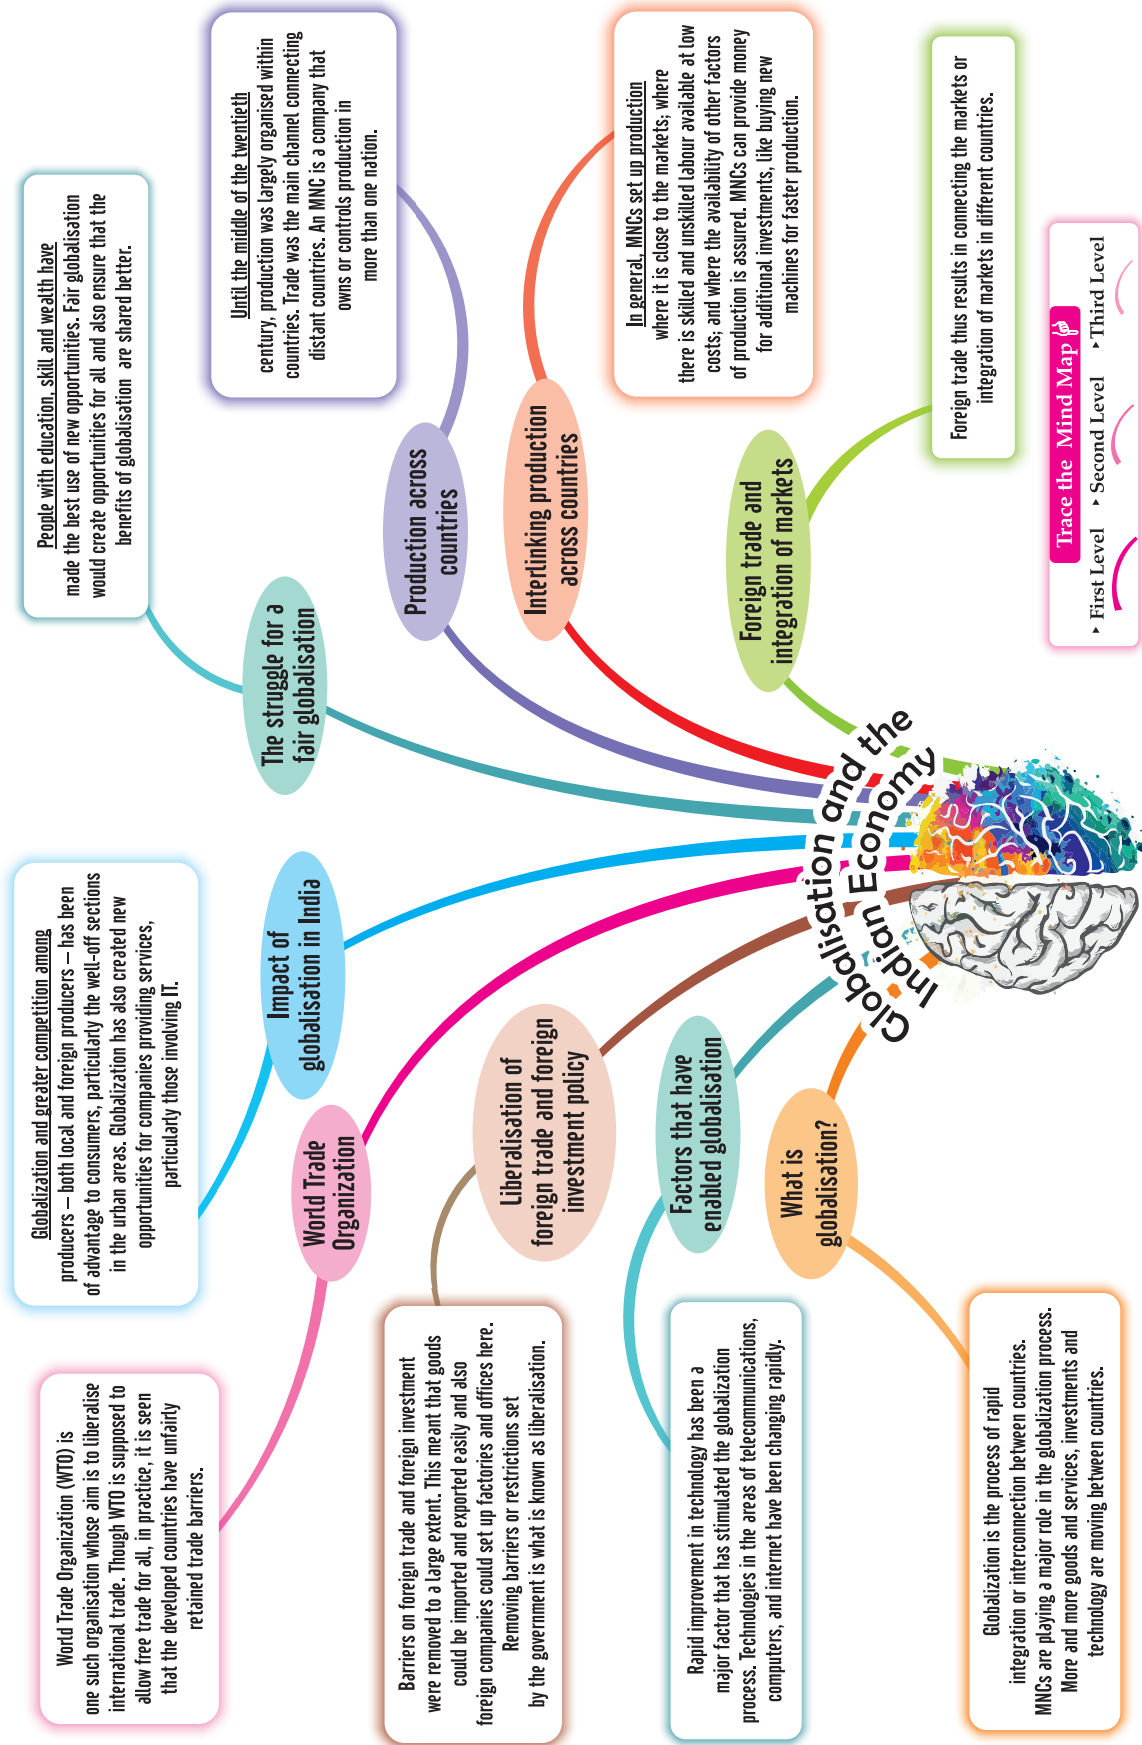 Globalisation and the
Indian Economy
What is
globalisation?
Globalization is the process of rapid
integration or interconnection between countries.
MNCs are playing a major role in the globalization process.
More and more goods and services, investments and
technology are moving between countries.
Factors that have
enabled globalisation
Rapid improvement in technology has been a
major factor that has stimulated the globalization
process. Technologies in the areas of telecommunications,
computers, and internet have been changing rapidly.
Liberalisation of
foreign trade and foreign
investment policy
Barriers on foreign trade and foreign investment
were removed to a large extent. This meant that goods
could be imported and exported easily and also
foreign companies could set up factories and offices here.
Removing barriers or restrictions set
by the government is what is known as liberalisation.
World Trade
Organization
World Trade Organization (WTO) is
one such organisation whose aim is to liberalise
international trade. Though WTO is supposed to
allow free trade for all, in practice, it is seen
that the developed countries have unfairly
retained trade barriers.
Impact of
globalisation in India
Globalization and greater competition among
producers – both local and foreign producers – has been
of advantage to consumers, particularly the well-off sections
in the urban areas. Globalization has also created new
opportunities for companies providing services,
particularly those involving IT.
The struggle for a
fair globalisation
People with education, skill and wealth have
made the best use of new opportunities. Fair globalisation
would create opportunities for all and also ensure that the
benefits of globalisation are shared better.
Production across
countries
Until the middle of the twentieth
century, production was largely organised within
countries. Trade was the main channel connecting
distant countries. An MNC is a company that
owns or controls production in
more than one nation.
Interlinking production
across countries
In general, MNCs set up production
where it is close to the markets; where
there is skilled and unskilled labour available at low
costs; and where the availability of other factors
of production is assured. MNCs can provide money
for additional investments, like buying new
machines for faster production.
Foreign trade and
integration of markets
Foreign trade thus results in connecting the markets or
integration of markets in different countries.
Trace the Mind Map
▸ First Level ▸ Second Level ▸ Third Level